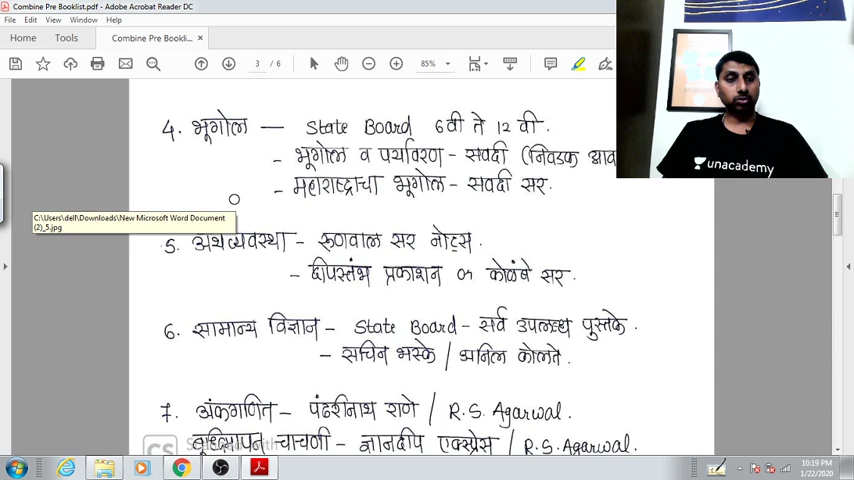 Combine Pre Booklist.pdf - Adobe Acrobat Reader DC
File Edit View Window Help
Home Tools Combine Pre Bookli... ×
3 / 6 85%
4. भूगोल — State Board 6वी ते 12 वी.
- भूगोल व पर्यावरण - सवदी (निवडक
- महाराष्ट्राचा भूगोल - सवदी सर.
C:\Users\dell\Downloads\New Microsoft Word Document
(2)_5.jpg
5. अर्थव्यवस्था - रूणवाल सर नोट्स.
- द्वीपस्तंभ प्रकाशन or कोळंबे सर.
6. सामान्य विज्ञान - State Board - सर्व उपलब्ध पुस्तके.
- सचिन भस्के / अनिल कोलते.
7. अंकगणित - पंढरीनाथ राणे / R.S. Agarwal.
बुद्धिमापन चाचणी - ज्ञानदीप एक्स्प्रेस / R.S. Agarwal.
CS
unacademy
10:19 PM
1/22/2020